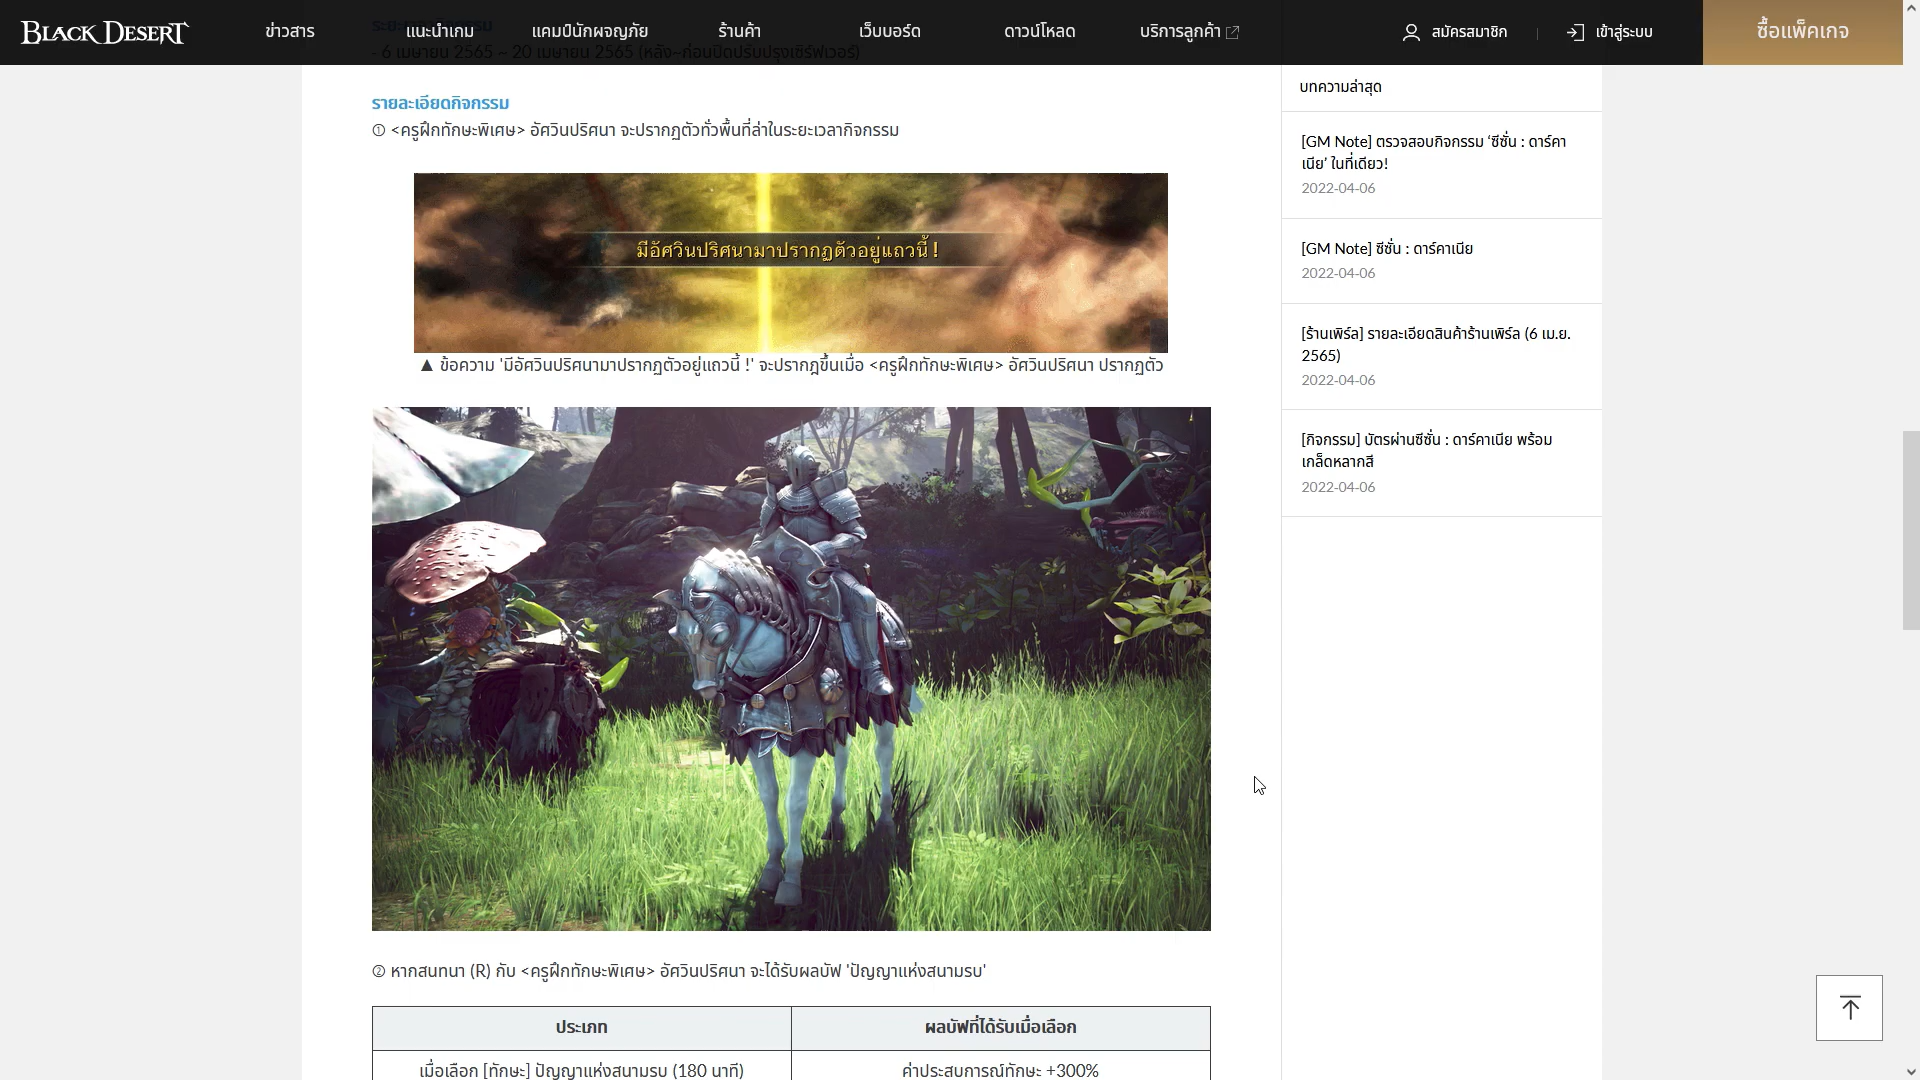 BLACK DESERT
ข่าวสาร
แนะนำเกม
แคมป์นักผจญภัย
ร้านค้า
เว็บบอร์ด
ดาวน์โหลด
บริการลูกค้า
สมัครสมาชิก
เข้าสู่ระบบ
ซื้อแพ็คเกจ
- 6 เมษายน 2565 ~ 20 เมษายน 2565 (หลัง~ก่อนปิดปรับปรุงเซิร์ฟเวอร์)
รายละเอียดกิจกรรม
① <ครูฝึกทักษะพิเศษ> อัศวินปริศนา จะปรากฏตัวทั่วพื้นที่ล่าในระยะเวลากิจกรรม
มีอัศวินปริศนามาปรากฏตัวอยู่แถวนี้ !
▲ ข้อความ 'มีอัศวินปริศนามาปรากฏตัวอยู่แถวนี้ !' จะปรากฎขึ้นเมื่อ <ครูฝึกทักษะพิเศษ> อัศวินปริศนา ปรากฏตัว
② หากสนทนา (R) กับ <ครูฝึกทักษะพิเศษ> อัศวินปริศนา จะได้รับผลบัฟ 'ปัญญาแห่งสนามรบ'
ประเภท
ผลบัฟที่ได้รับเมื่อเลือก
เมื่อเลือก [ทักษะ] ปัญญาแห่งสนามรบ (180 นาที)
ค่าประสบการณ์ทักษะ +300%
บทความล่าสุด
[GM Note] ตรวจสอบกิจกรรม ‘ซีซั่น : ดาร์คา
เนีย’ ในที่เดียว!
2022-04-06
[GM Note] ซีซั่น : ดาร์คาเนีย
2022-04-06
[ร้านเพิร์ล] รายละเอียดสินค้าร้านเพิร์ล (6 เม.ย.
2565)
2022-04-06
[กิจกรรม] บัตรผ่านซีซั่น : ดาร์คาเนีย พร้อม
เกล็ดหลากสี
2022-04-06